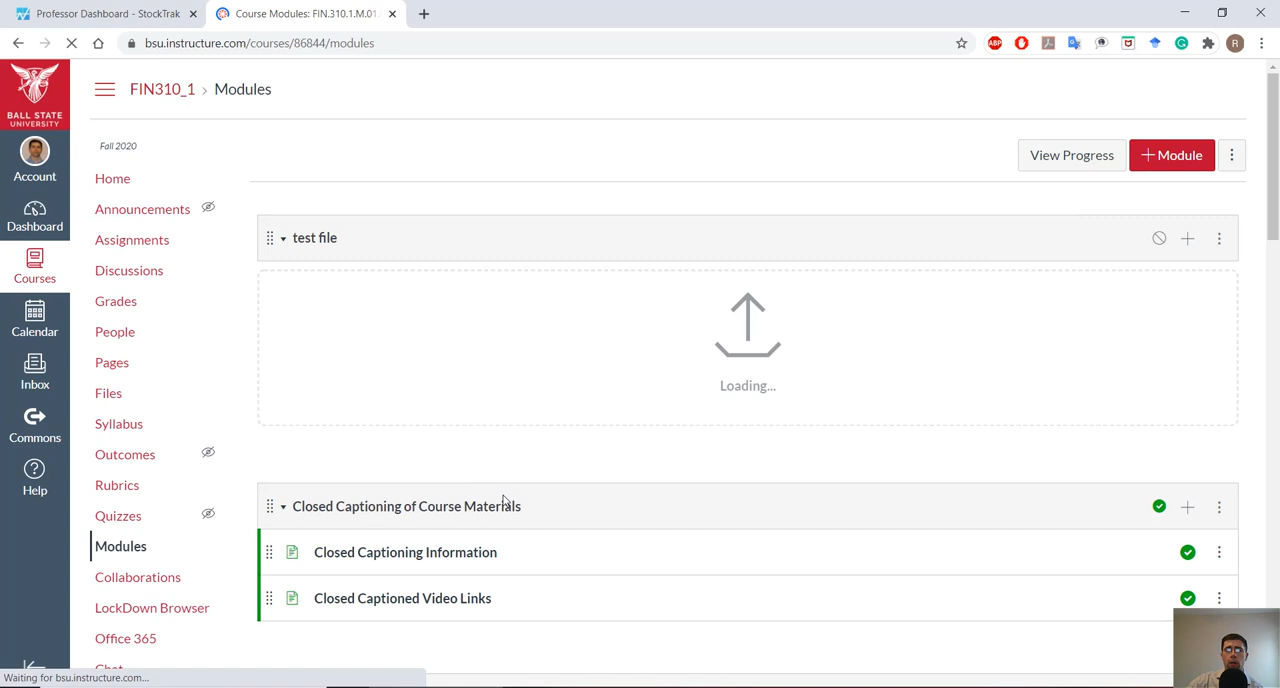 Professor Dashboard - StockTrak
Course Modules: FIN.310.1.M.01
bsu.instructure.com/courses/86844/modules
ABP
R
BALL STATE
UNIVERSITY
FIN310_1 › Modules
Fall 2020
View Progress
+ Module
Account
Dashboard
Courses
Calendar
Inbox
Commons
Help
Home
Announcements
Assignments
Discussions
Grades
People
Pages
Files
Syllabus
Outcomes
Rubrics
Quizzes
Modules
Collaborations
LockDown Browser
Office 365
Chat
test file
Loading...
Closed Captioning of Course Materials
Closed Captioning Information
Closed Captioned Video Links
Waiting for bsu.instructure.com...